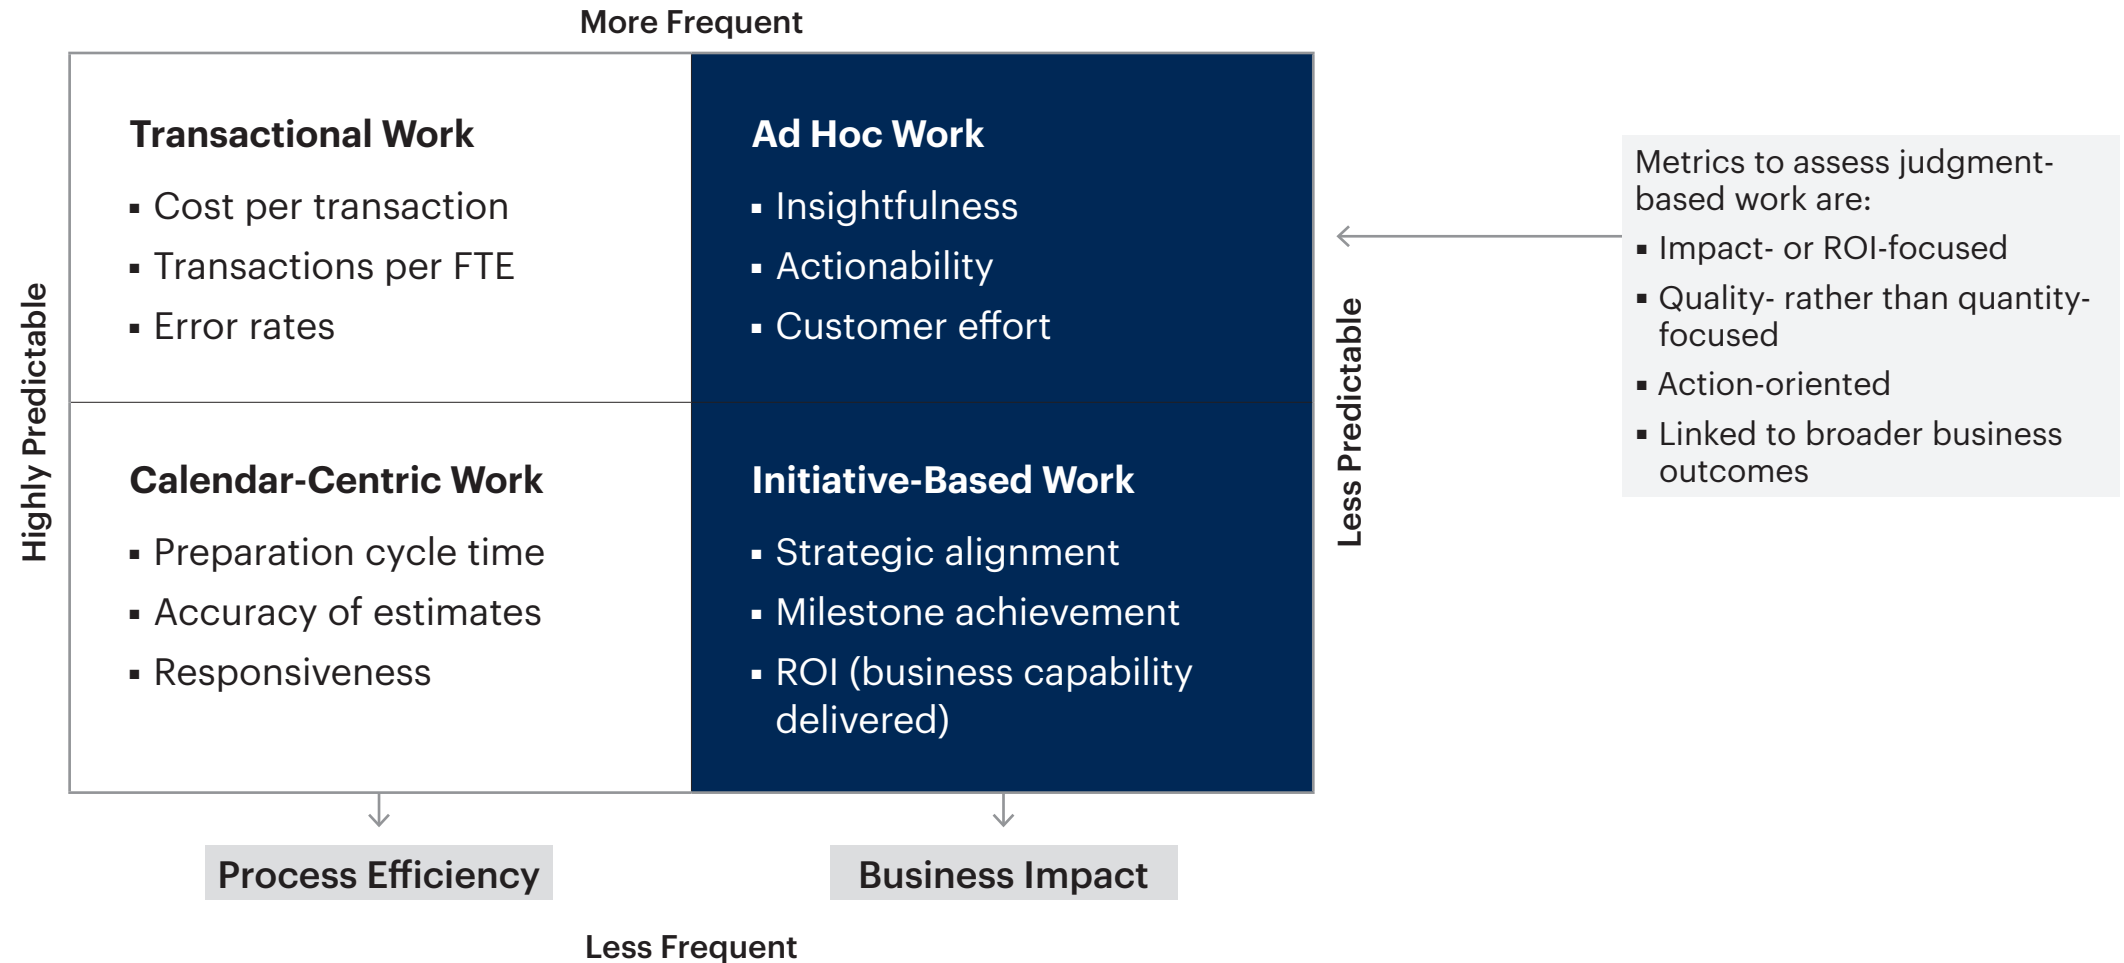 More Frequent
Highly Predictable
Transactional Work
▪ Cost per transaction
▪ Transactions per FTE
▪ Error rates
Ad Hoc Work
▪ Insightfulness
▪ Actionability
▪ Customer effort
Calendar-Centric Work
▪ Preparation cycle time
▪ Accuracy of estimates
▪ Responsiveness
Initiative-Based Work
▪ Strategic alignment
▪ Milestone achievement
▪ ROI (business capability
delivered)
Less Predictable
Metrics to assess judgment-
based work are:
▪ Impact- or ROI-focused
▪ Quality- rather than quantity-
focused
▪ Action-oriented
▪ Linked to broader business
outcomes
Process Efficiency
Business Impact
Less Frequent